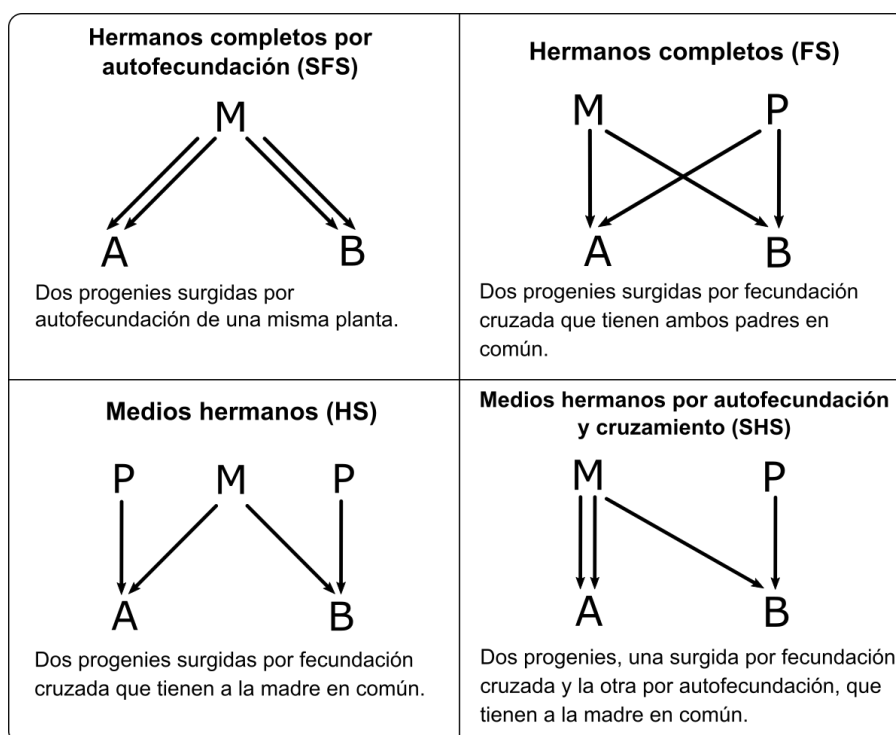 Hermanos completos por
autofecundación (SFS)
M
A
B
Dos progenies surgidas por
autofecundación de una misma planta.
Hermanos completos (FS)
M
P
A
B
Dos progenies surgidas por fecundación
cruzada que tienen ambos padres en
común.
Medios hermanos (HS)
P
M
P
A
B
Dos progenies surgidas por fecundación
cruzada que tienen a la madre en común.
Medios hermanos por autofecundación
y cruzamiento (SHS)
M
P
A
B
Dos progenies, una surgida por fecundación
cruzada y la otra por autofecundación, que
tienen a la madre en común.